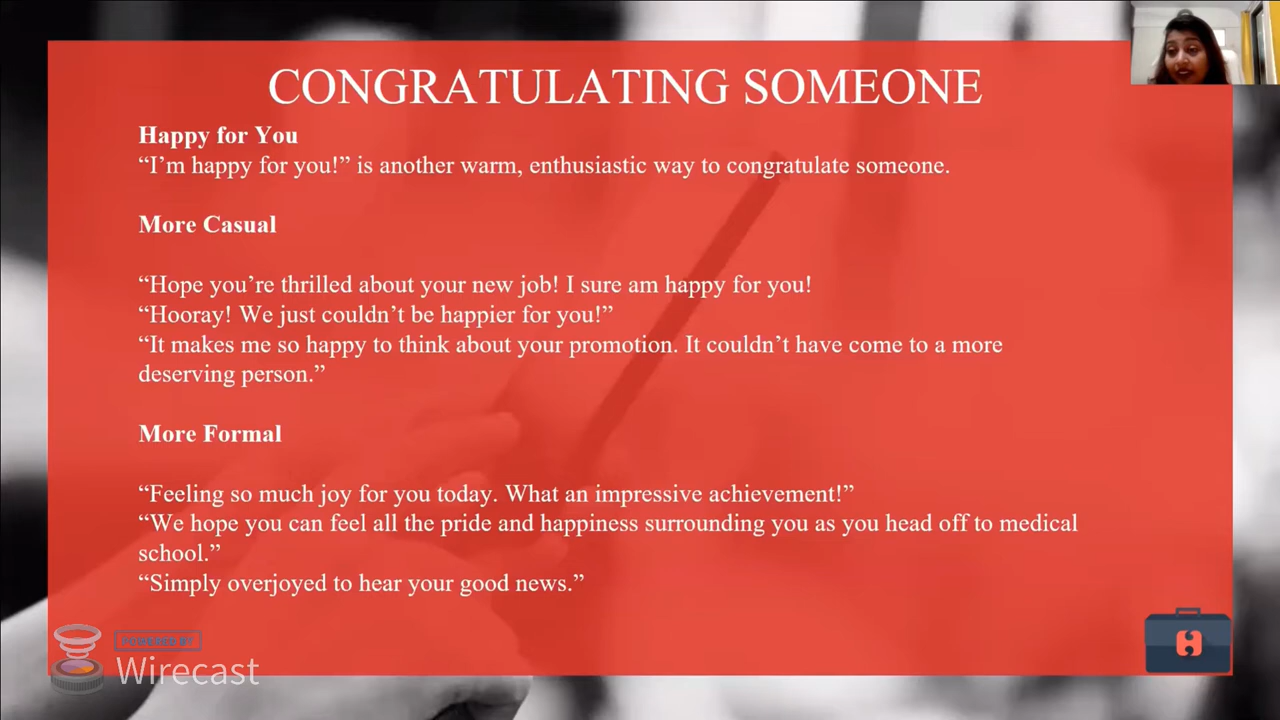 CONGRATULATING SOMEONE
Happy for You
“I’m happy for you!” is another warm, enthusiastic way to congratulate someone.
More Casual
“Hope you’re thrilled about your new job! I sure am happy for you!
“Hooray! We just couldn’t be happier for you!”
“It makes me so happy to think about your promotion. It couldn’t have come to a more
deserving person.”
More Formal
“Feeling so much joy for you today. What an impressive achievement!”
“We hope you can feel all the pride and happiness surrounding you as you head off to medical
school.”
“Simply overjoyed to hear your good news.”
POWERED BY
Wirecast